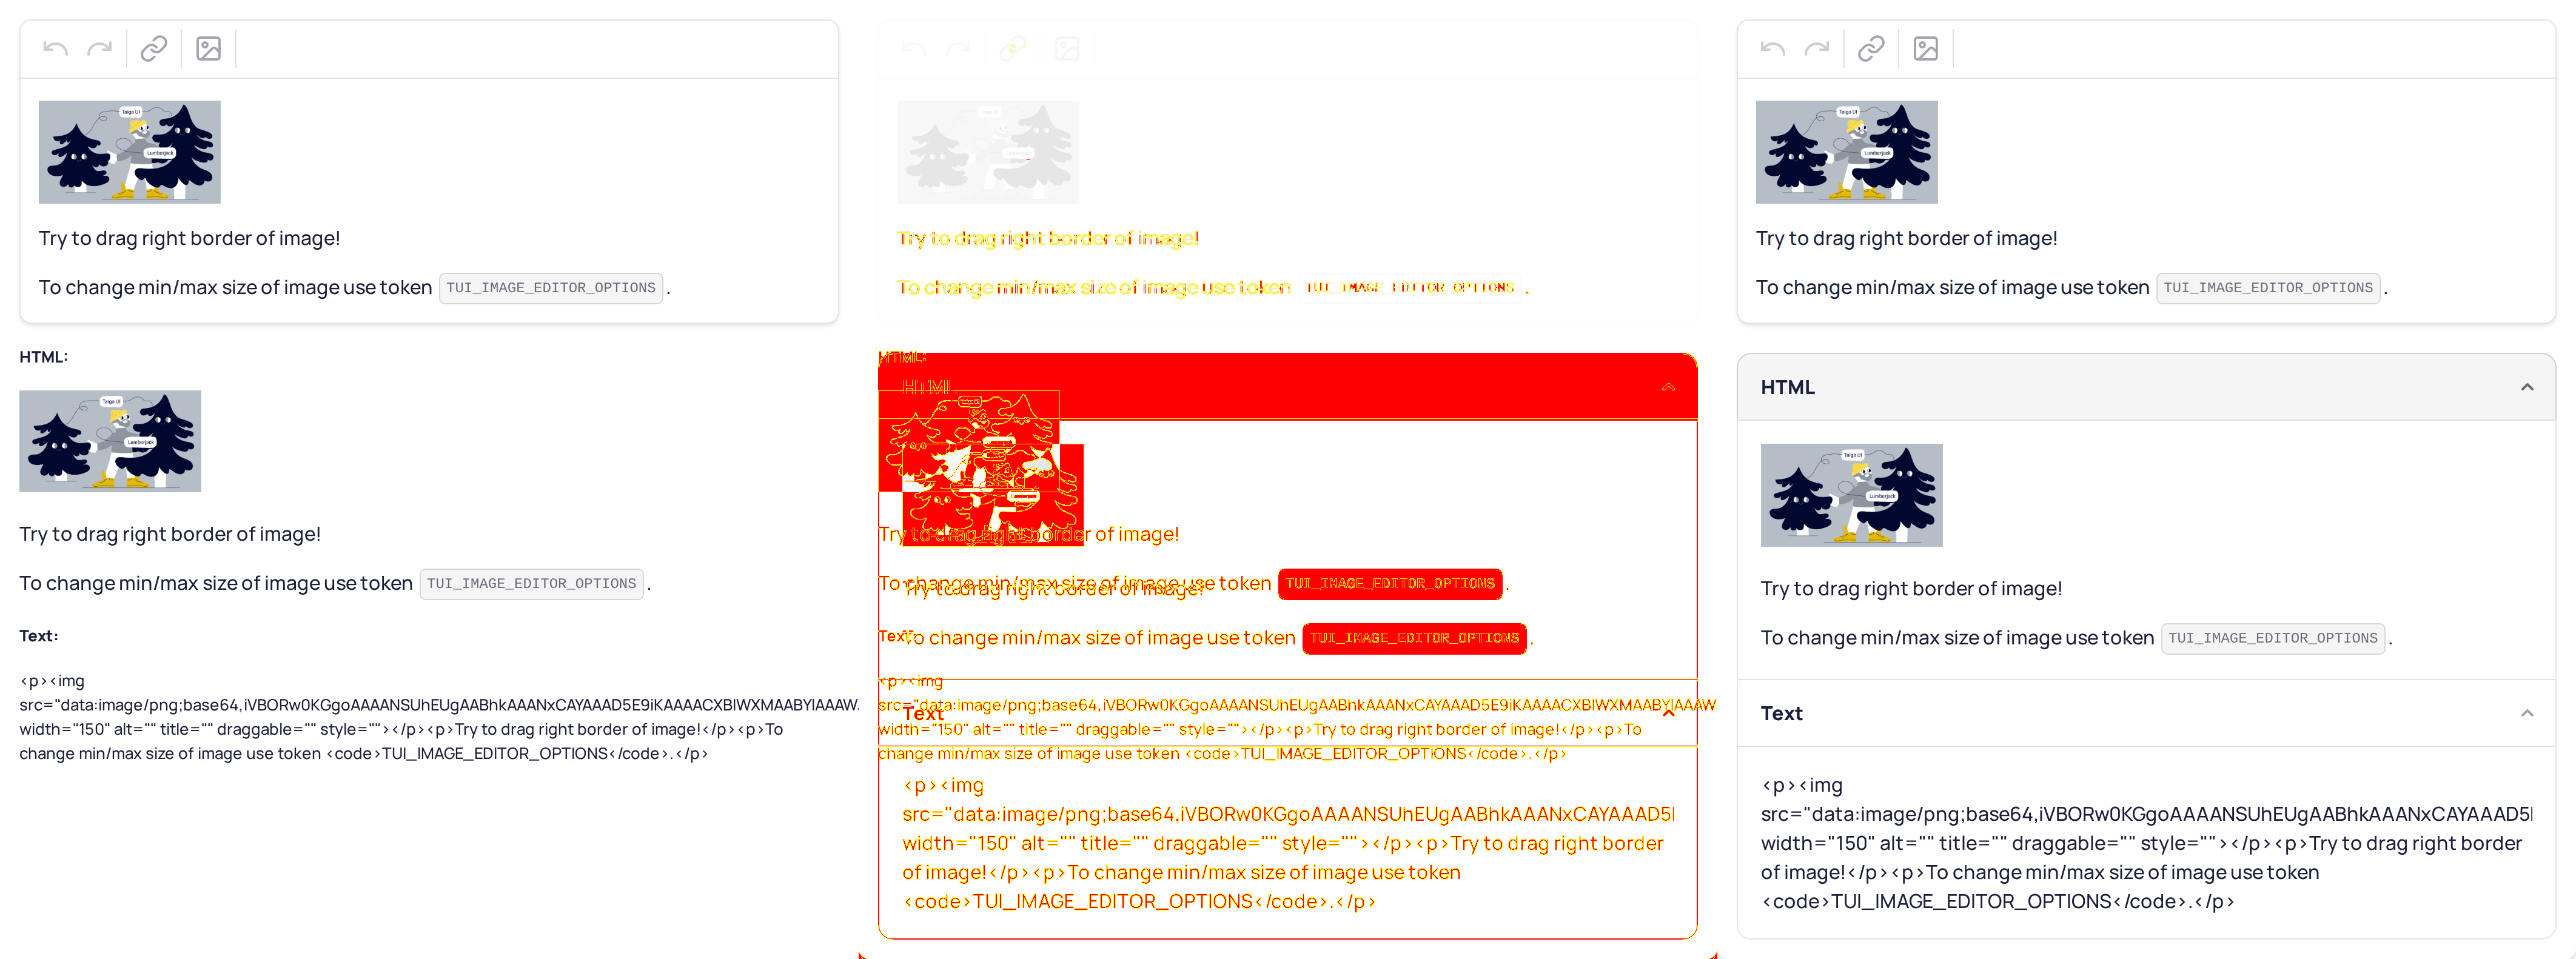 Taiga UI
Lumberjack
Try to drag right border of image!
To change min/max size of image use token TUI_IMAGE_EDITOR_OPTIONS .
HTML:
Taiga UI
Lumberjack
Try to drag right border of image!
To change min/max size of image use token TUI_IMAGE_EDITOR_OPTIONS .
Text:
<p><img
src="data:image/png;base64,iVBORw0KGgoAAAANSUhEUgAABhkAAANxCAYAAAD5E9iKAAAACXBIWXMAABYlAAAW
width="150" alt="" title="" draggable="" style=""></p><p>Try to drag right border of image!</p><p>To
change min/max size of image use token <code>TUI_IMAGE_EDITOR_OPTIONS</code>.</p>
Try to drag right border of image!
To change min/max size of image use token TUI_IMAGE_EDITOR_OPTIONS .
HTML:
HTML
Try to drag right border of image!
To change min/max size of image use token TUI_IMAGE_EDITOR_OPTIONS .
Try to drag right border of image!
Text:
To change min/max size of image use token TUI_IMAGE_EDITOR_OPTIONS .
<p><img
src="data:image/png;base64,iVBORw0KGgoAAAANSUhEUgAABhkAAANxCAYAAAD5E9iKAAAACXBIWXMAABYlAAAW
Text
width="150" alt="" title="" draggable="" style=""></p><p>Try to drag right border of image!</p><p>To
change min/max size of image use token <code>TUI_IMAGE_EDITOR_OPTIONS</code>.</p>
<p><img
src="data:image/png;base64,iVBORw0KGgoAAAANSUhEUgAABhkAAANxCAYAAAD5
width="150" alt="" title="" draggable="" style=""></p><p>Try to drag right border
of image!</p><p>To change min/max size of image use token
<code>TUI_IMAGE_EDITOR_OPTIONS</code>.</p>
Taiga UI
Lumberjack
Try to drag right border of image!
To change min/max size of image use token TUI_IMAGE_EDITOR_OPTIONS .
HTML
Taiga UI
Lumberjack
Try to drag right border of image!
To change min/max size of image use token TUI_IMAGE_EDITOR_OPTIONS .
Text
<p><img
src="data:image/png;base64,iVBORw0KGgoAAAANSUhEUgAABhkAAANxCAYAAAD5
width="150" alt="" title="" draggable="" style=""></p><p>Try to drag right border
of image!</p><p>To change min/max size of image use token
<code>TUI_IMAGE_EDITOR_OPTIONS</code>.</p>